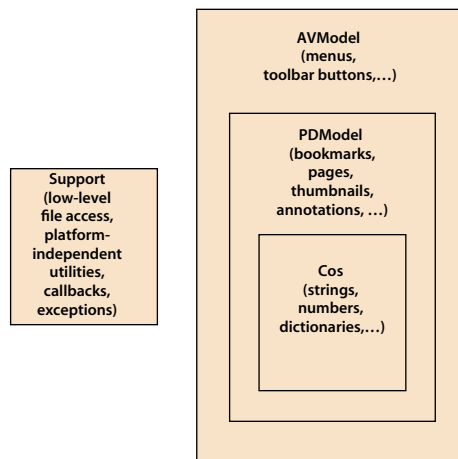 AVModel
(menus,
toolbar buttons,…)
PDModel
(bookmarks,
pages,
thumbnails,
annotations, …)
Support
(low-level
file access,
platform-
independent
utilities,
callbacks,
exceptions)
Cos
(strings,
numbers,
dictionaries,…)